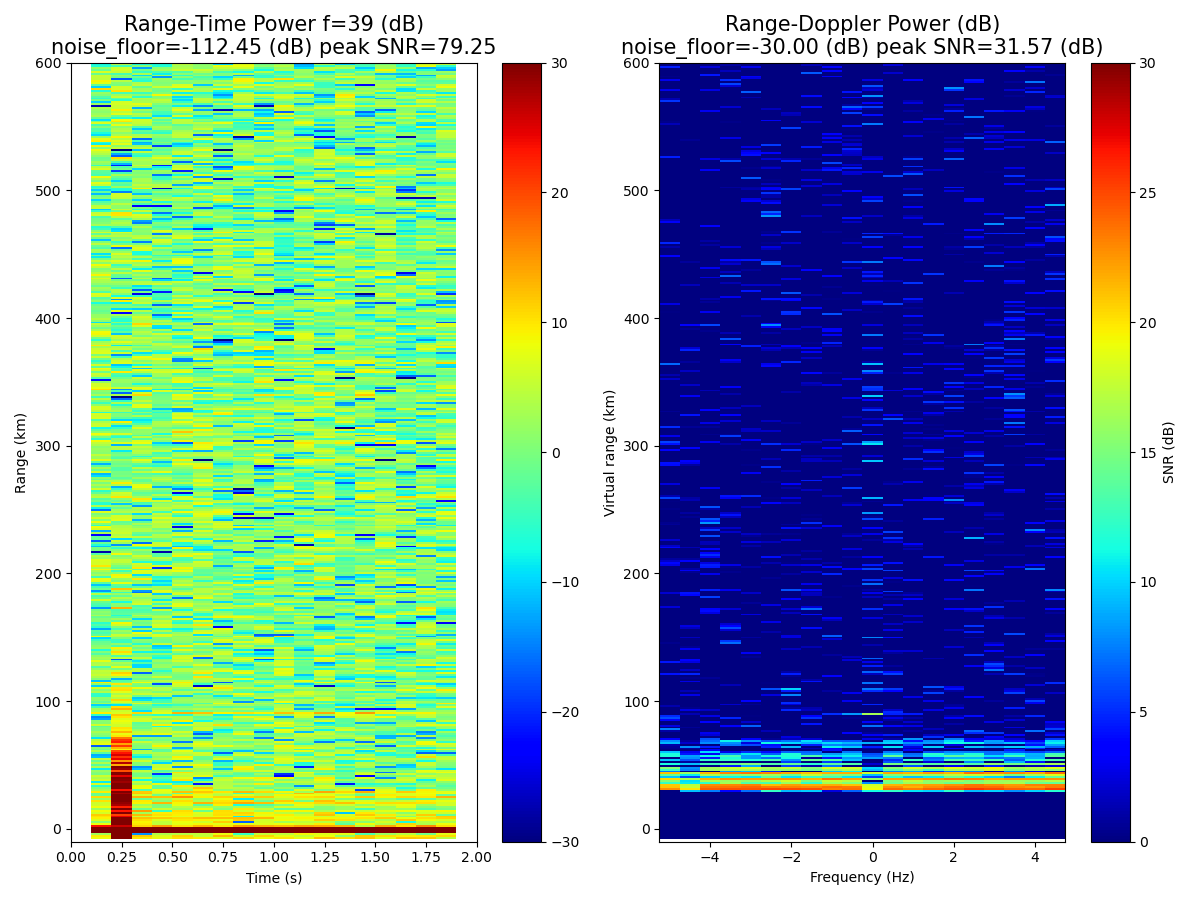 Range-Time Power f=39 (dB)
noise_floor=-112.45 (dB) peak SNR=79.25
Range (km)
600
500
400
300
200
100
0
0.00 0.25 0.50 0.75 1.00 1.25 1.50 1.75 2.00
Time (s)
30
20
10
0
−10
−20
−30
Range-Doppler Power (dB)
noise_floor=-30.00 (dB) peak SNR=31.57 (dB)
Virtual range (km)
600
500
400
300
200
100
0
−4 −2 0 2 4
Frequency (Hz)
30
25
20
15
10
5
0
SNR (dB)